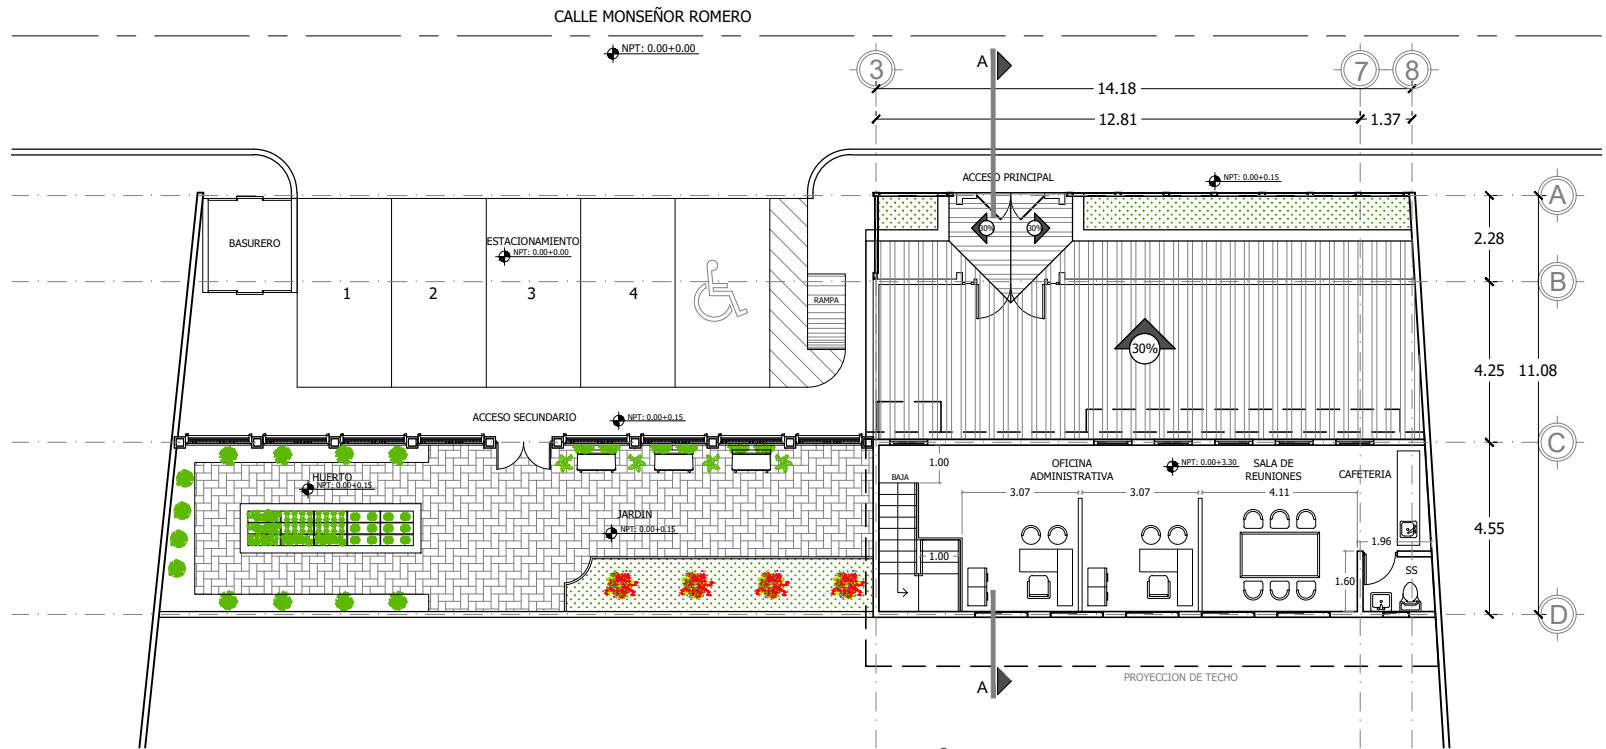 CALLE MONSEÑOR ROMERO
NPT: 0.00+0.00
A
3
7
8
14.18
12.81
1.37
ACCESO PRINCIPAL
NPT: 0.00+0.15
A
BASURERO
ESTACIONAMIENTO
NPT: 0.00+0.00
30%
30%
2.28
B
1
2
3
4
RAMPA
30%
4.25
11.08
ACCESO SECUNDARIO
NPT: 0.00+0.15
C
1.00
OFICINA
ADMINISTRATIVA
NPT: 0.00+3.30
SALA DE
REUNIONES
CAFETERIA
BAJA
HUERTO
NPT: 0.00+0.15
3.07
3.07
4.11
JARDIN
NPT: 0.00+0.15
4.55
1.96
1.00
SS
1.60
D
PROYECCION DE TECHO
A